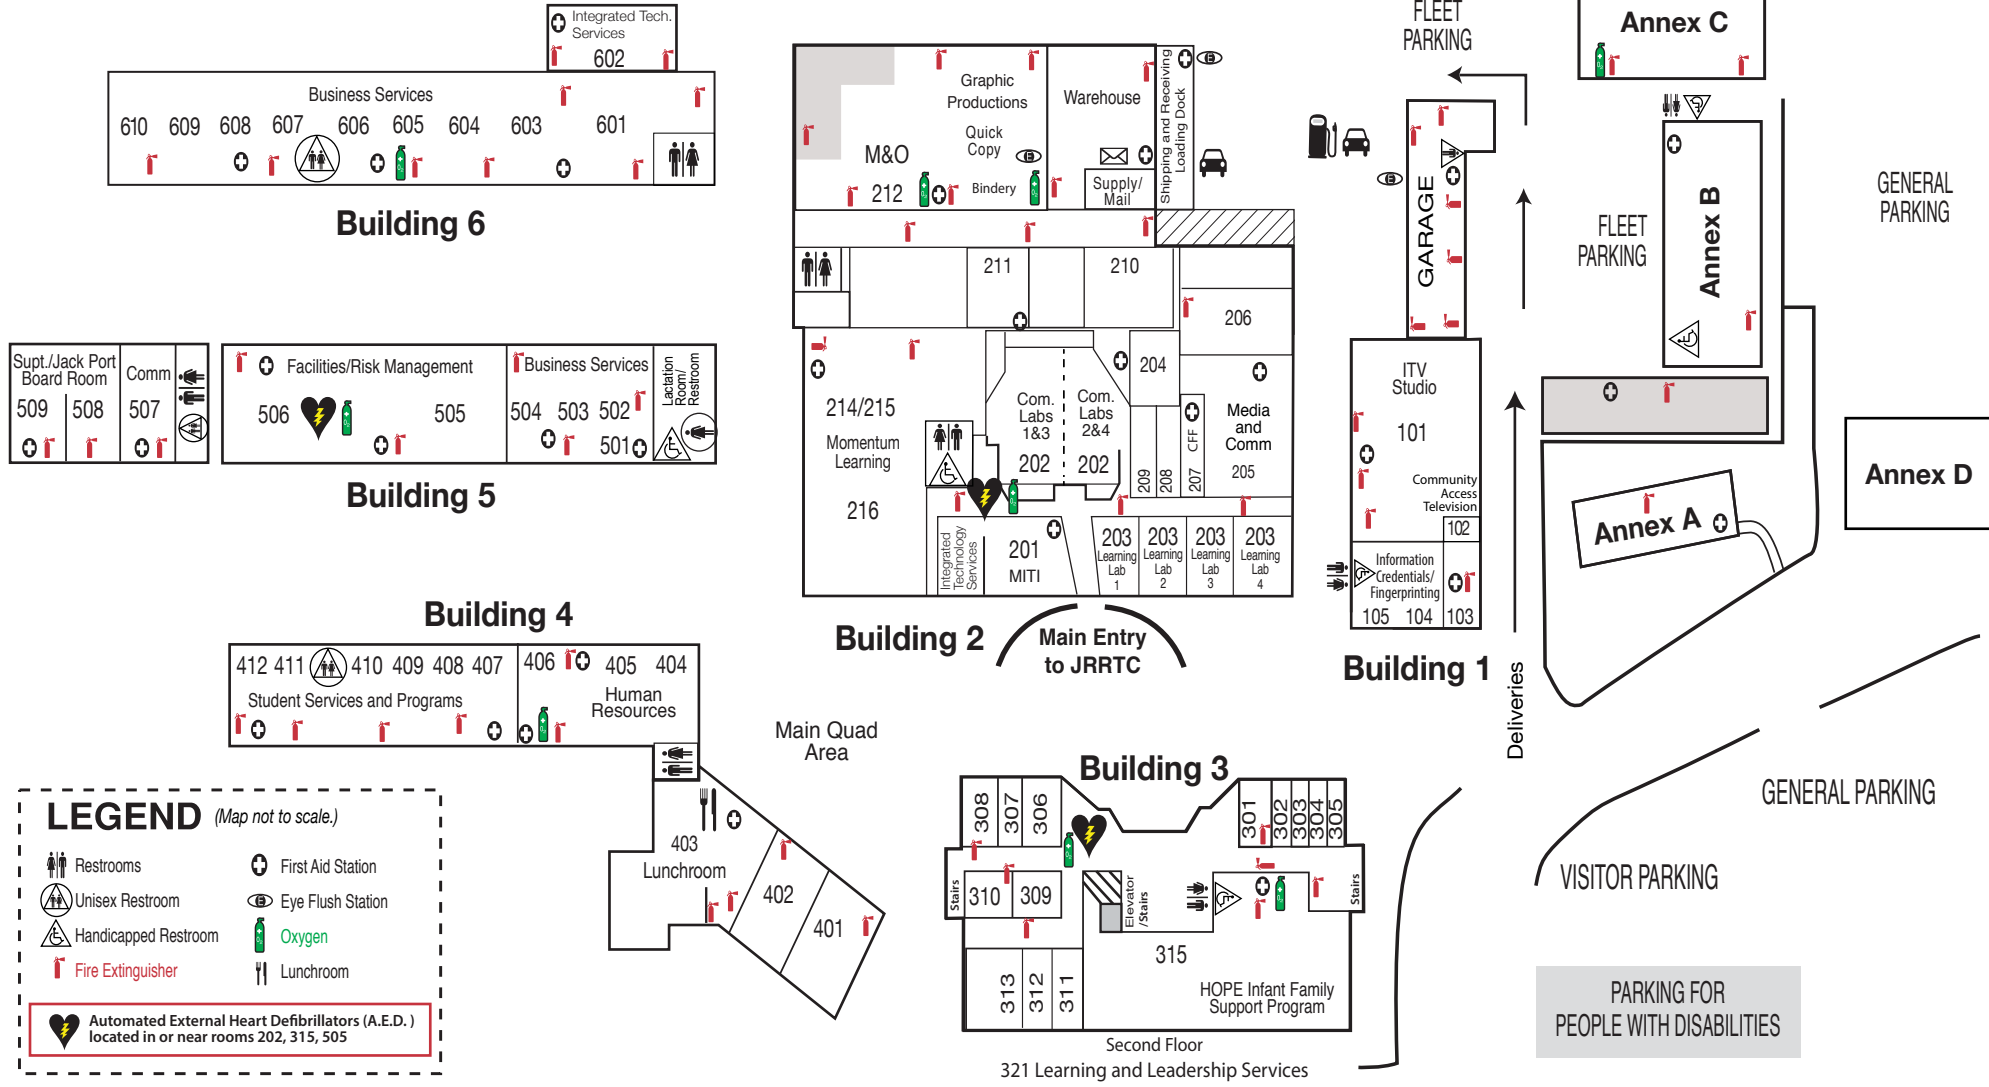 Integrated Tech.
Services
602
Business Services
610 609 608 607 606 605 604 603 601
Building 6
Supt./Jack Port
Board Room
Comm
509 508 507
Facilities/Risk Management
506 505
Business Services
504 503 502
501
Lactation
Room/
Restroom
Building 5
Building 4
412 411 410 409 408 407
Student Services and Programs
406 405 404
Human
Resources
403
Lunchroom
402
401
Graphic
Productions
Quick
Copy
Bindery
M&O
212
Warehouse
Supply/
Mail
Shipping and Receiving
Loading Dock
211
210
206
204
214/215
Momentum
Learning
216
Com.
Labs
1&3
202
Com.
Labs
2&4
202
209
208
207 CFF
Media
and
Comm
205
Integrated
Technology
Services
201
MITI
203
Learning
Lab
1
203
Learning
Lab
2
203
Learning
Lab
3
203
Learning
Lab
4
Building 2
Main Entry
to JRRTC
Main Quad
Area
FLEET
PARKING
GARAGE
ITV
Studio
101
Community
Access
Television
102
Information
Credentials/
Fingerprinting
105 104 103
Building 1
Deliveries
Annex C
Annex B
FLEET
PARKING
GENERAL
PARKING
Annex A
Annex D
GENERAL PARKING
VISITOR PARKING
PARKING FOR
PEOPLE WITH DISABILITIES
Building 3
308
307
306
301
302
303
304
305
Stairs
310
309
Elevator
/Stairs
Stairs
313
312
311
315
HOPE Infant Family
Support Program
Second Floor
321 Learning and Leadership Services
LEGEND (Map not to scale.)
Restrooms
Unisex Restroom
Handicapped Restroom
Fire Extinguisher
First Aid Station
Eye Flush Station
Oxygen
Lunchroom
Automated External Heart Defibrillators (A.E.D. )
located in or near rooms 202, 315, 505